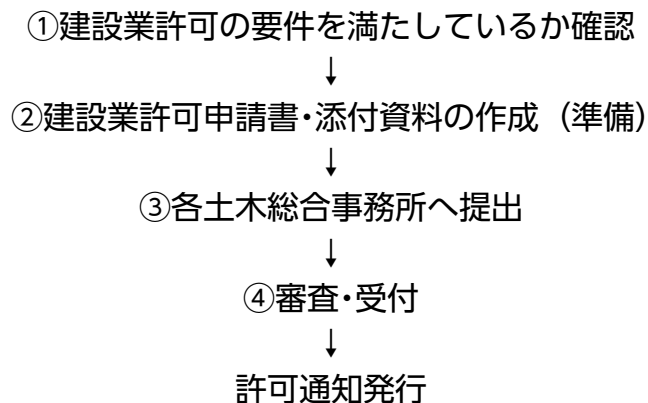 ①建設業許可の要件を満たしているか確認
↓
②建設業許可申請書・添付資料の作成（準備）
↓
③各土木総合事務所へ提出
↓
④審査・受付
↓
許可通知発行